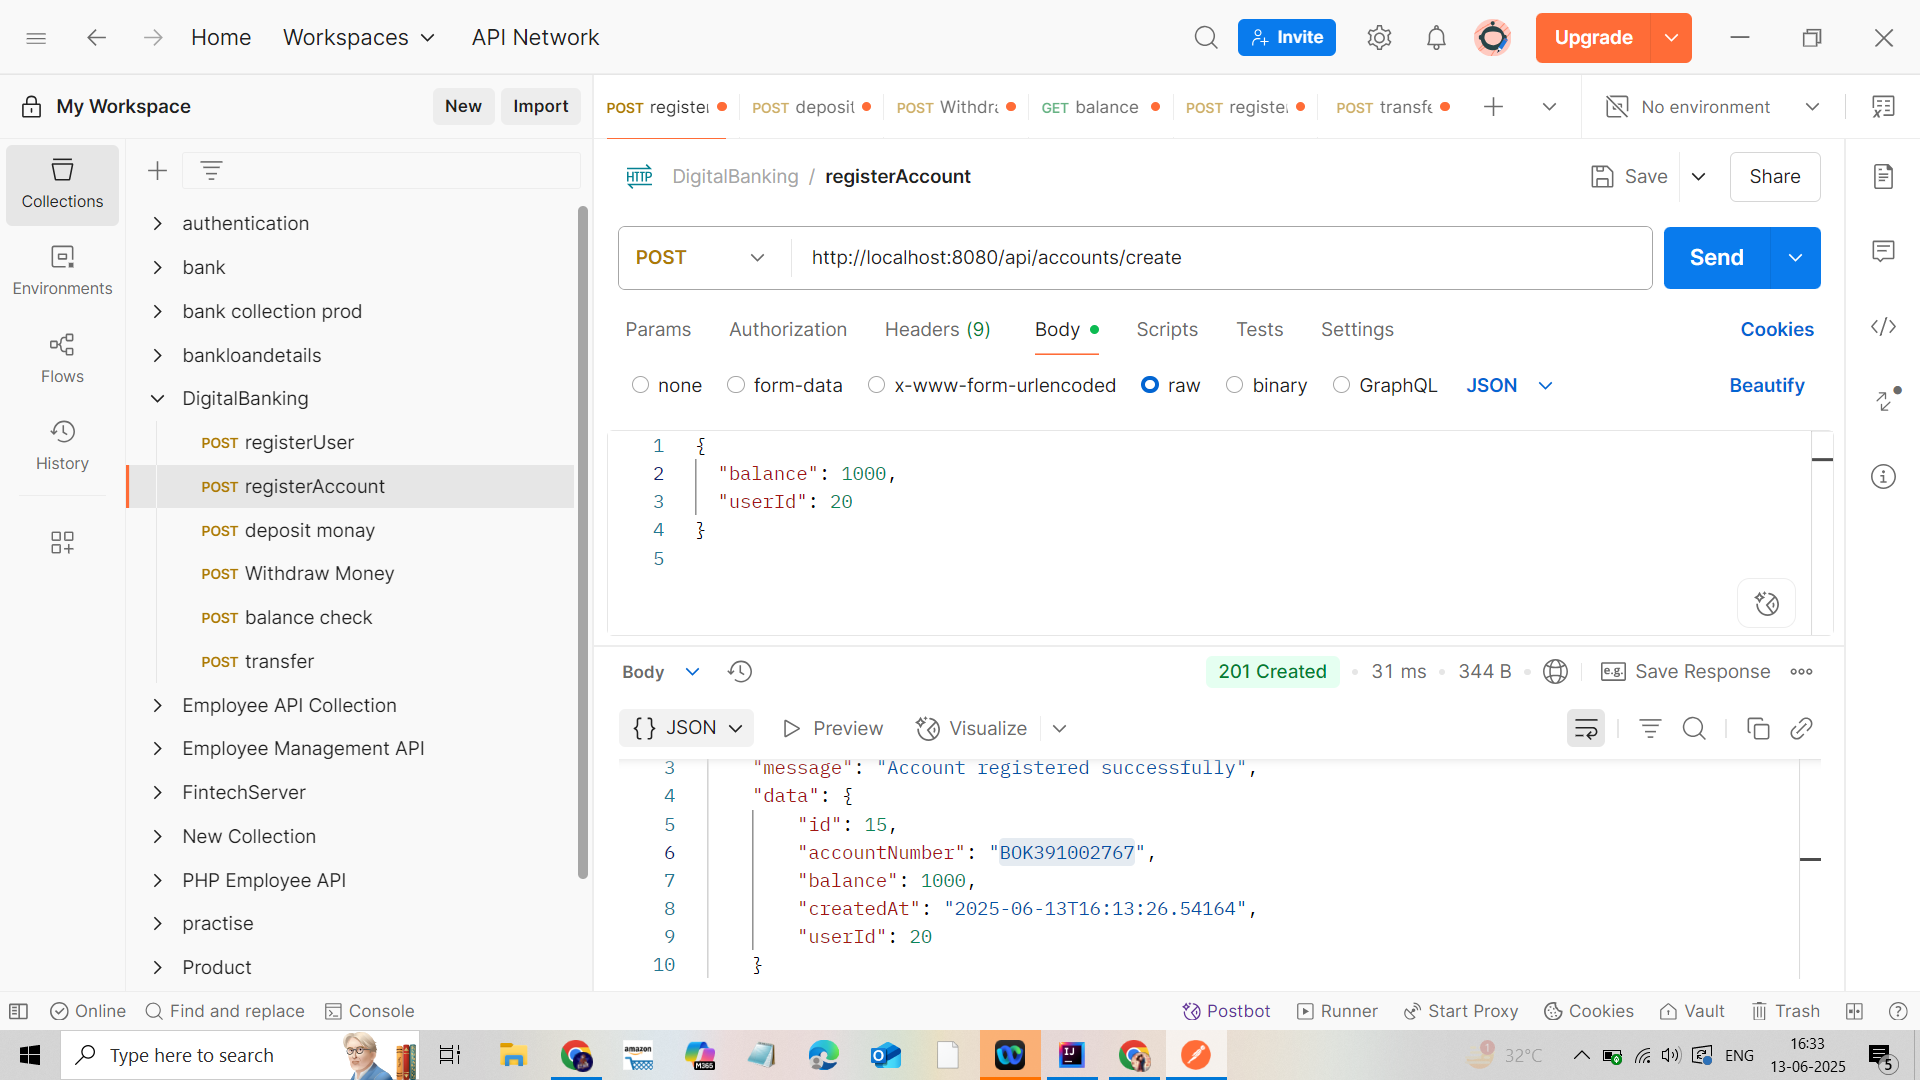 Home Workspaces API Network Invite Upgrade
My Workspace New Import
POST register POST deposit POST Withdra GET balance POST register POST transfe No environment
Collections
Environments
Flows
History
authentication
bank
bank collection prod
bankloandetails
DigitalBanking
POST registerUser
POST registerAccount
POST deposit monay
POST Withdraw Money
POST balance check
POST transfer
Employee API Collection
Employee Management API
FintechServer
New Collection
PHP Employee API
practise
Product
HTTP DigitalBanking / registerAccount Save Share
POST http://localhost:8080/api/accounts/create Send
Params Authorization Headers (9) Body Scripts Tests Settings Cookies
none form-data x-www-form-urlencoded raw binary GraphQL JSON Beautify
1 {
2 "balance": 1000,
3 "userId": 20
4 }
5
Body 201 Created 31 ms 344 B e.g. Save Response
{} JSON Preview Visualize
3 "message": "Account registered successfully",
4 "data": {
5 "id": 15,
6 "accountNumber": "BOK391002767",
7 "balance": 1000,
8 "createdAt": "2025-06-13T16:13:26.54164",
9 "userId": 20
10 }
Online Find and replace Console Postbot Runner Start Proxy Cookies Vault Trash
Type here to search amazon M365 IJ 1 32°C ENG 16:33
13-06-2025 5